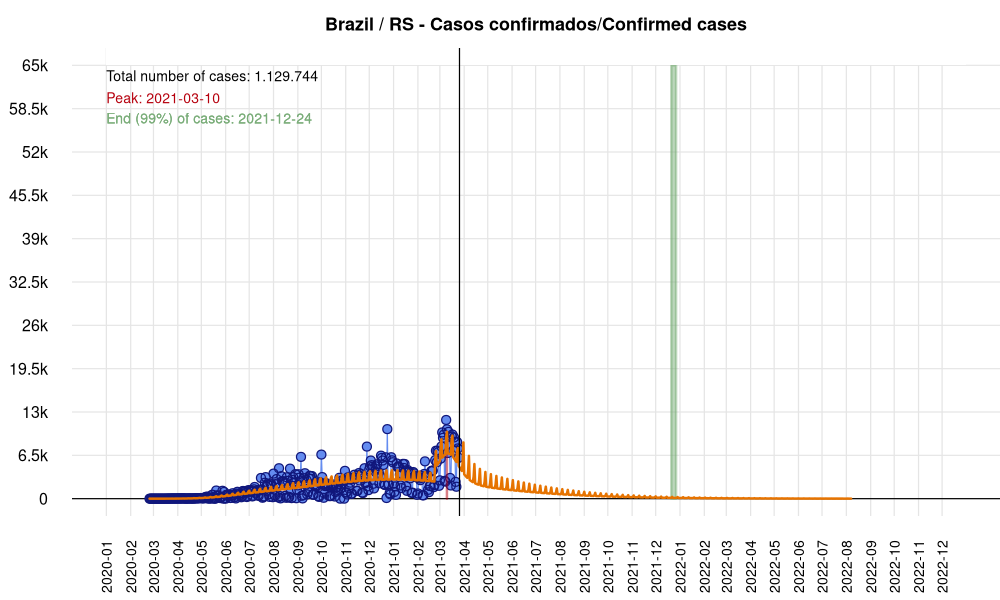 Brazil / RS - Casos confirmados/Confirmed cases
Total number of cases: 1.129.744
Peak: 2021-03-10
End (99%) of cases: 2021-12-24
65k
58.5k
52k
45.5k
39k
32.5k
26k
19.5k
13k
6.5k
0
2020-01
2020-02
2020-03
2020-04
2020-05
2020-06
2020-07
2020-08
2020-09
2020-10
2020-11
2020-12
2021-01
2021-02
2021-03
2021-04
2021-05
2021-06
2021-07
2021-08
2021-09
2021-10
2021-11
2021-12
2022-01
2022-02
2022-03
2022-04
2022-05
2022-06
2022-07
2022-08
2022-09
2022-10
2022-11
2022-12